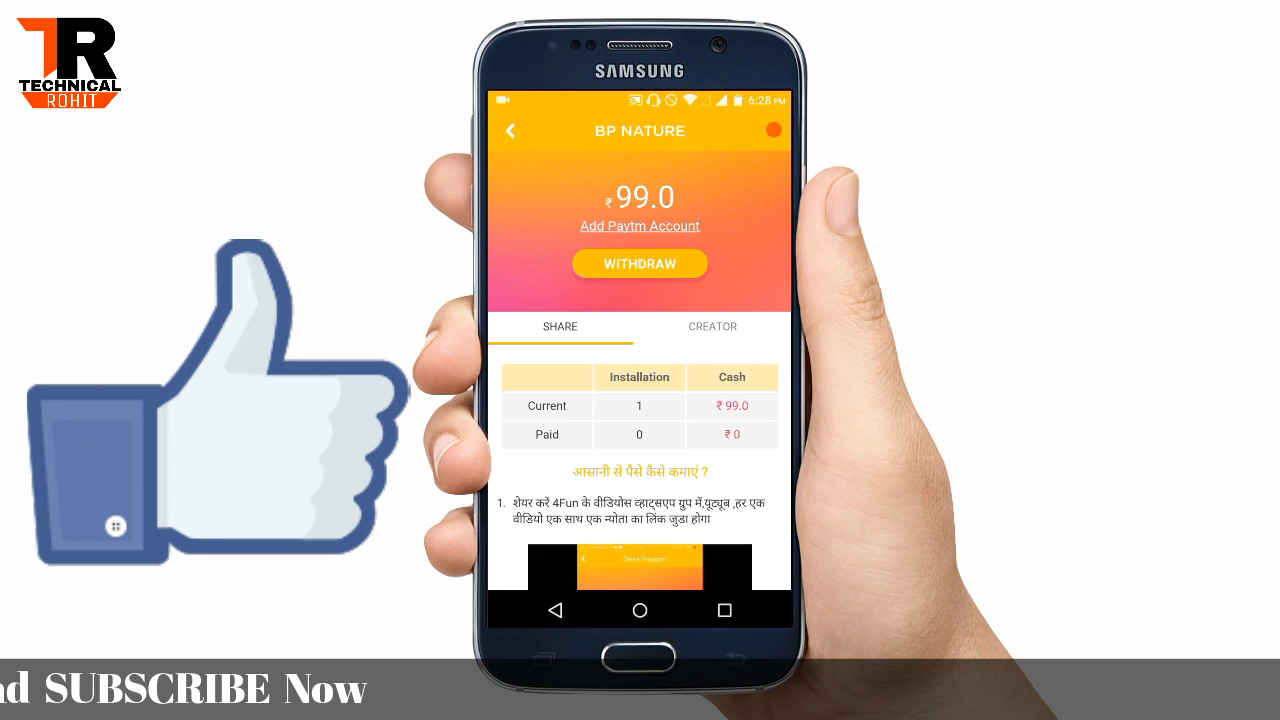 TR
TECHNICAL
ROHIT
SAMSUNG
6:28 PM
BP NATURE
₹ 99.0
Add Paytm Account
WITHDRAW
SHARE
CREATOR
Installation Cash
Current 1 ₹ 99.0
Paid 0 ₹ 0
आसानी से पैसे कैसे कमाएं ?
1. शेयर करें 4Fun के वीडियोस व्हाट्सएप ग्रुप में,यूट्यूब ,हर एक
वीडियो एक साथ एक न्योता का लिंक जुडा होगा
SUBSCRIBE Now